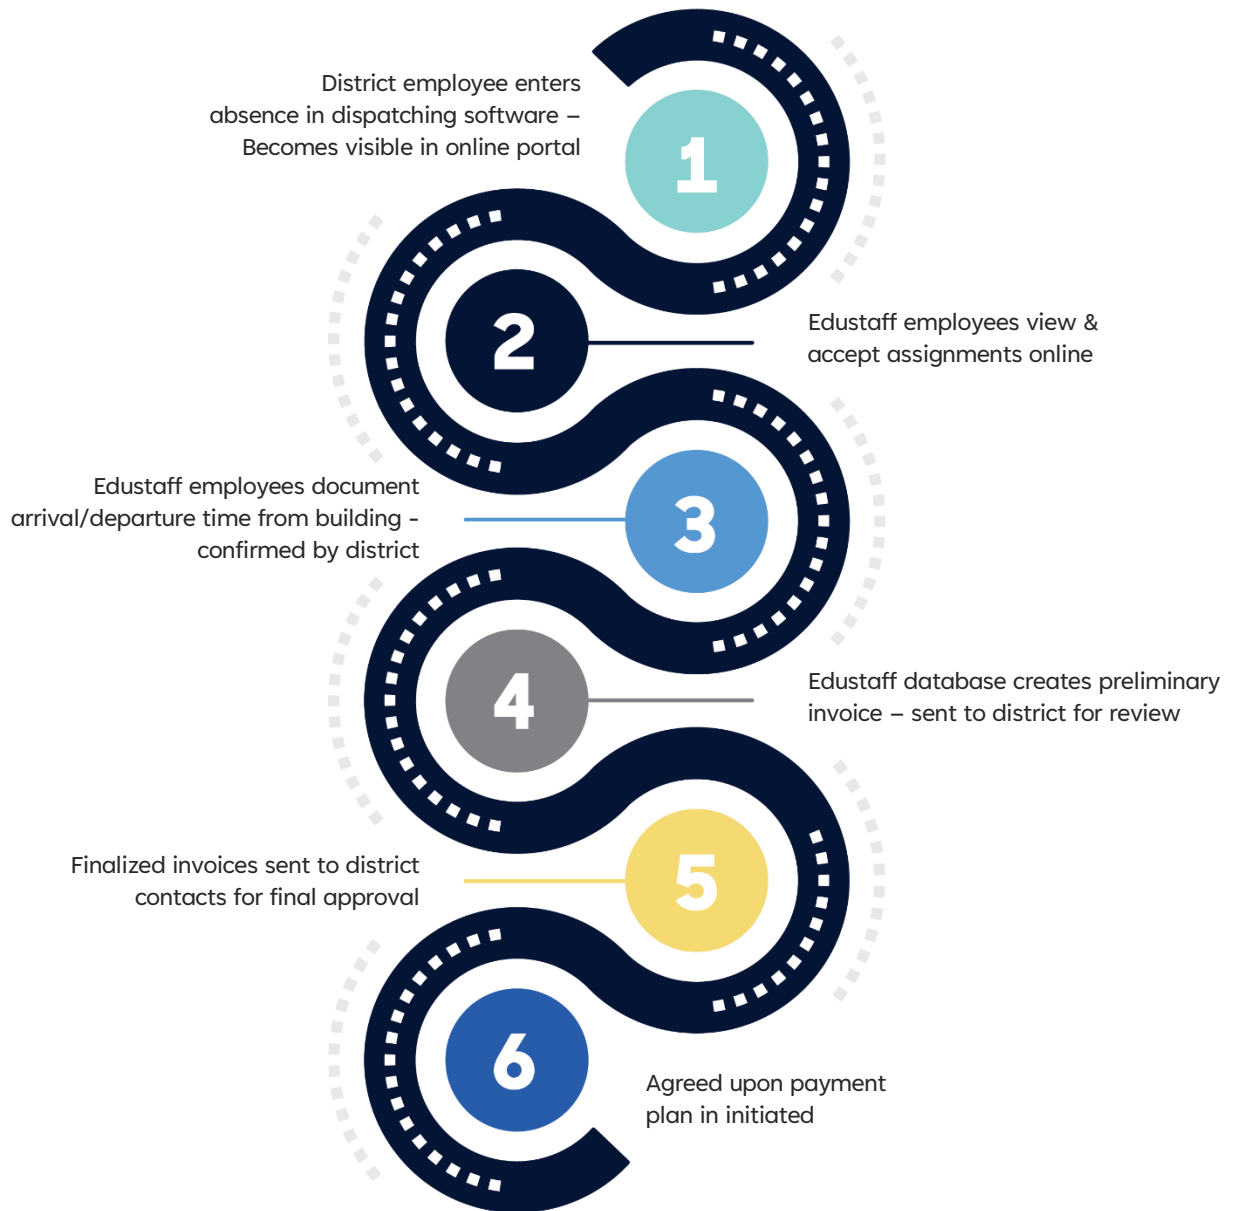 District employee enters
absence in dispatching software –
Becomes visible in online portal
1
2
Edustaff employees view &
accept assignments online
Edustaff employees document
arrival/departure time from building -
confirmed by district
3
4
Edustaff database creates preliminary
invoice – sent to district for review
Finalized invoices sent to district
contacts for final approval
5
6
Agreed upon payment
plan in initiated